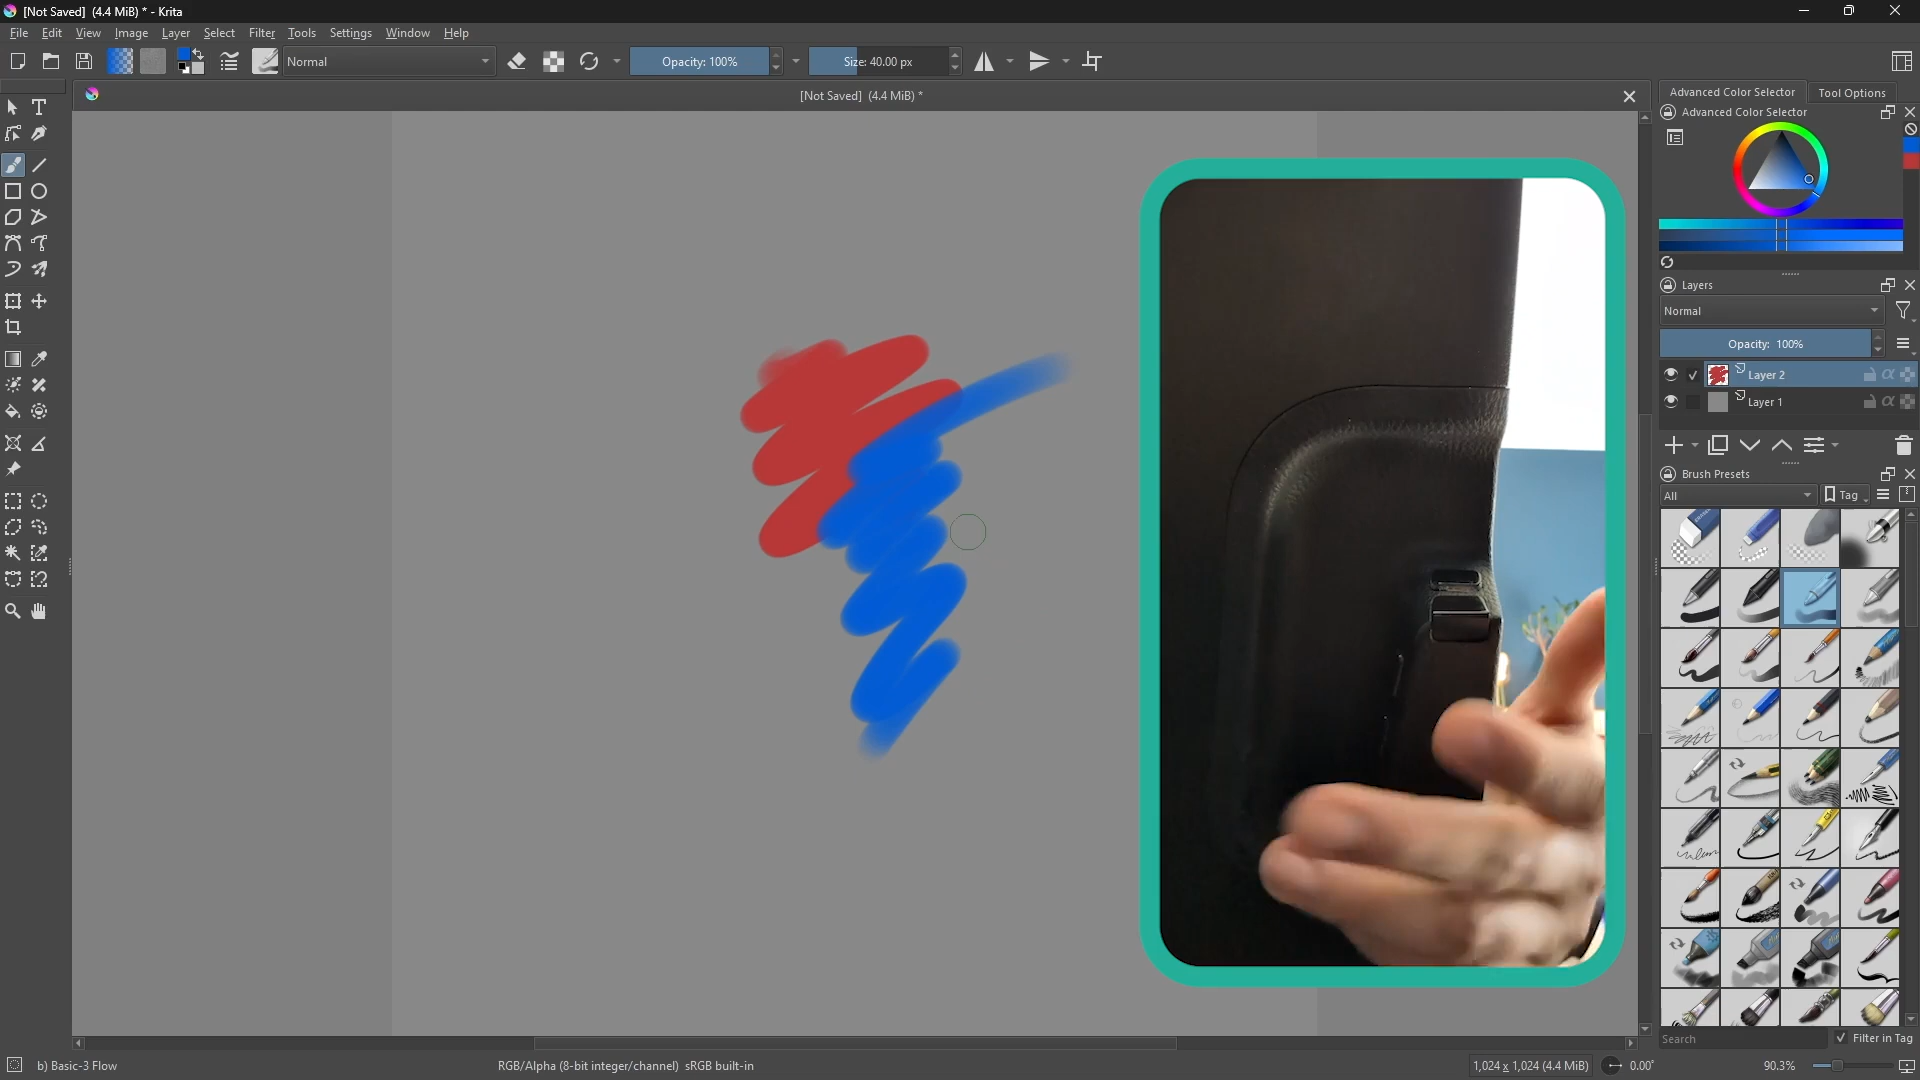 [Not Saved]  (4.4 MiB) * - Krita
File Edit View Image Layer Select Filter Tools Settings Window Help
Normal
Opacity: 100%
Size: 40.00 px
[Not Saved]  (4.4 MiB) *
Advanced Color Selector
Tool Options
Advanced Color Selector
Layers
Normal
Opacity:  100%
Layer 2
Layer 1
Brush Presets
All
Tag
Search
Filter in Tag
b) Basic-3 Flow
RGB/Alpha (8-bit integer/channel)  sRGB built-in
1,024 x 1,024 (4.4 MiB)
0.00°
90.3%